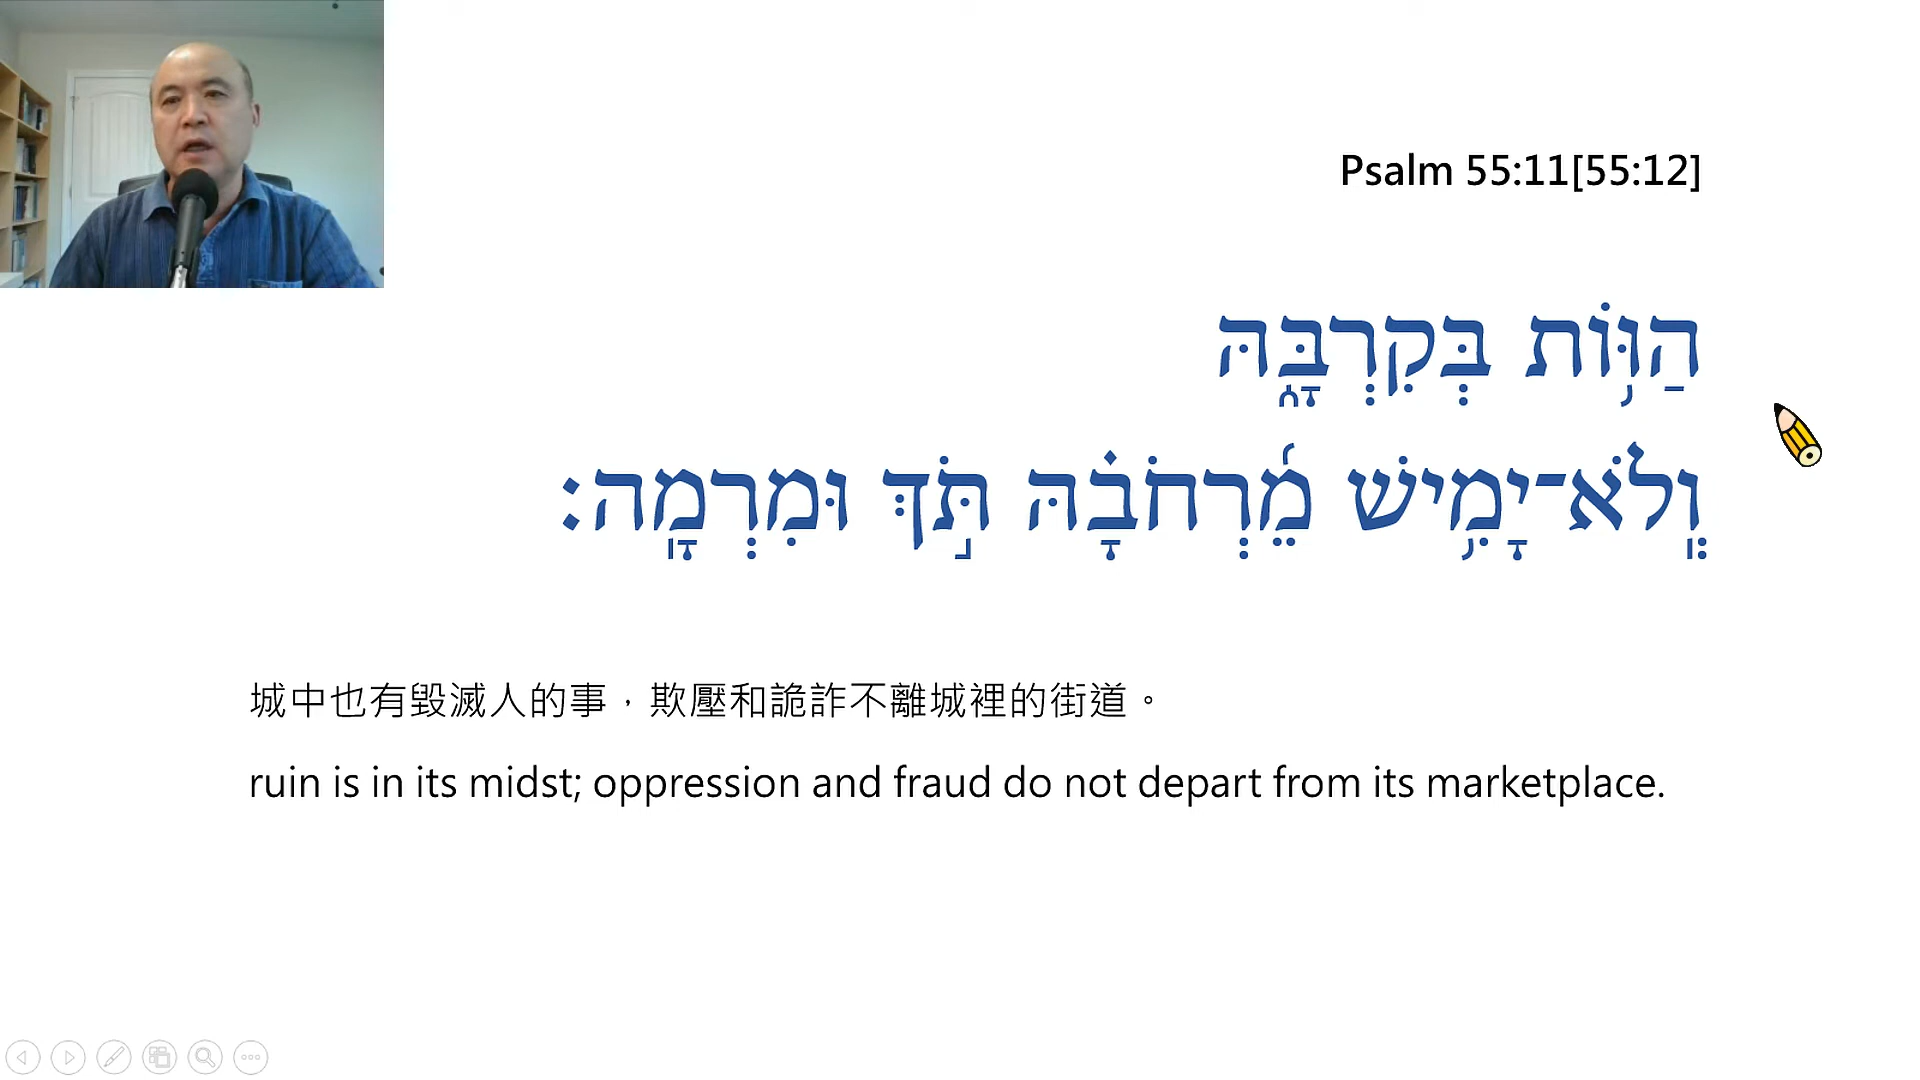 Psalm 55:11[55:12]
הַוּ֥וֹת בְּקִרְבָּ֑הּ
וְֽלֹא־יָמִ֥ישׁ מֵ֝רְחֹבָ֗הּ תֹּ֣ךְ וּמִרְמָֽה׃
城中也有毀滅人的事，欺壓和詭詐不離城裡的街道。
ruin is in its midst; oppression and fraud do not depart from its marketplace.